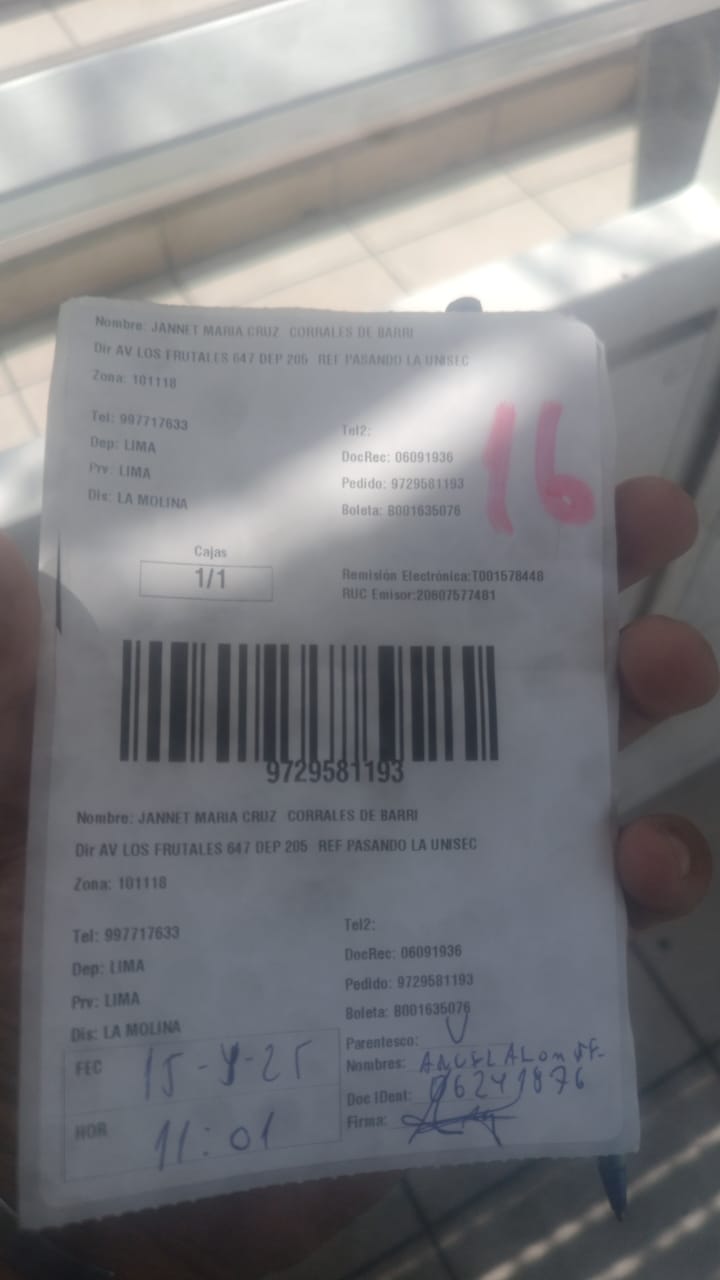 Nombre: JANNET MARIA CRUZ CORRALES DE BARRI
Dir AV LOS FRUTALES 647 DEP 205 REF PASANDO LA UNISEC
Zona: 101118
16
Tel: 997717633
Tel2:
Dep: LIMA
DocRec: 06091936
Prv: LIMA
Pedido: 9729581193
Dis: LA MOLINA
Boleta: B001635076
Cajas
1/1
Remisión Electrónica:T001578448
RUC Emisor:20607577481
9729581193
Nombre: JANNET MARIA CRUZ CORRALES DE BARRI
Dir AV LOS FRUTALES 647 DEP 205 REF PASANDO LA UNISEC
Zona: 101118
Tel: 997717633
Tel2:
Dep: LIMA
DocRec: 06091936
Prv: LIMA
Pedido: 9729581193
Dis: LA MOLINA
Boleta: B001635076
Parentesco:
FEC
Nombres:
Doc IDent: 06241876
HOR 11:01
Firma: